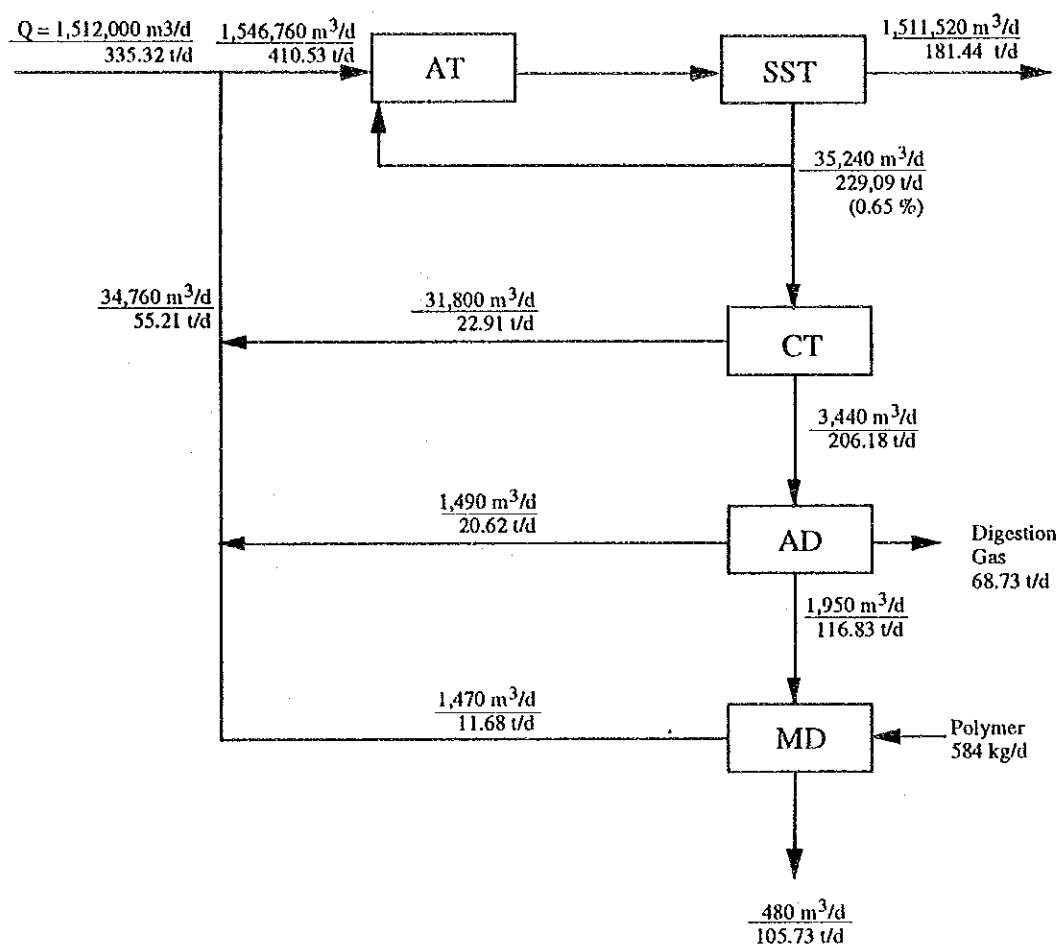 Q = 1,512,000 m3/d
335.32 t/d
1,546,760 m³/d
410.53 t/d
AT
SST
1,511,520 m³/d
181.44 t/d
35,240 m³/d
229,09 t/d
(0.65 %)
34,760 m³/d
55.21 t/d
31,800 m³/d
22.91 t/d
CT
3,440 m³/d
206.18 t/d
1,490 m³/d
20.62 t/d
AD
Digestion
Gas
68.73 t/d
1,950 m³/d
116.83 t/d
1,470 m³/d
11.68 t/d
MD
Polymer
584 kg/d
480 m³/d
105.73 t/d